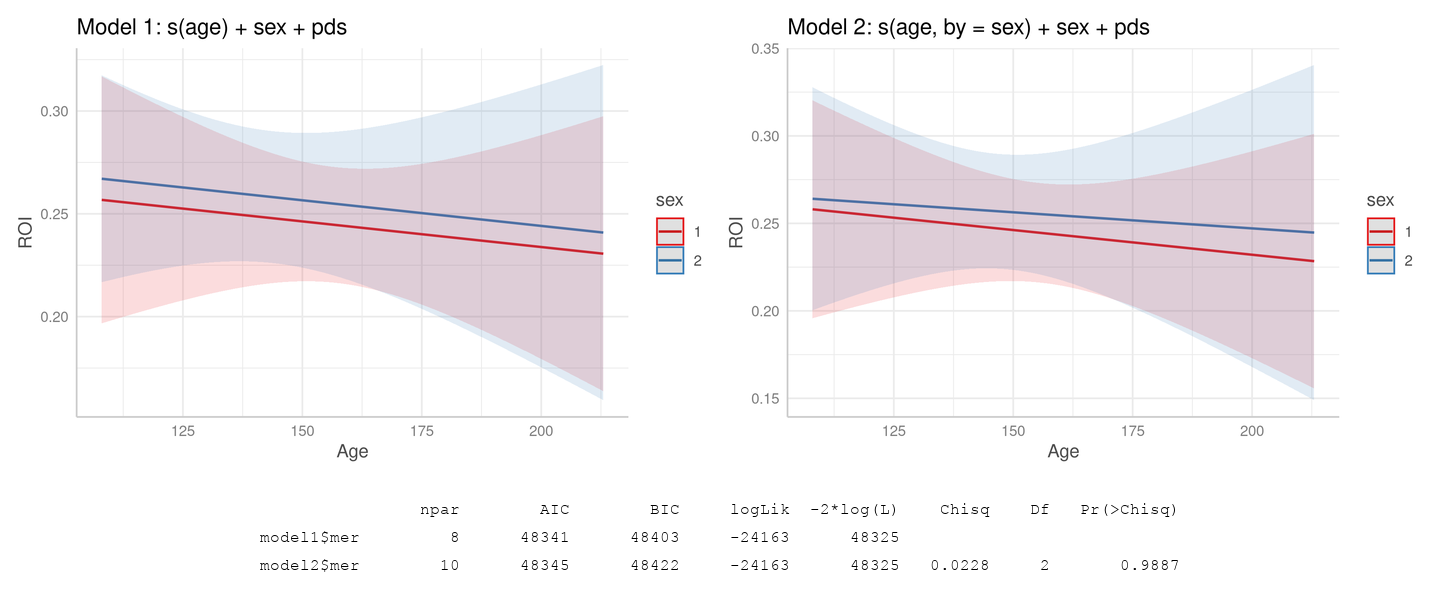 Model 1: s(age) + sex + pds
0.30
0.25
0.20
ROI
125 150 175 200
Age
sex
1
2
Model 2: s(age, by = sex) + sex + pds
0.35
0.30
0.25
0.20
0.15
ROI
125 150 175 200
Age
sex
1
2
npar AIC BIC logLik -2*log(L) Chisq Df Pr(>Chisq)
model1$mer 8 48341 48403 -24163 48325
model2$mer 10 48345 48422 -24163 48325 0.0228 2 0.9887